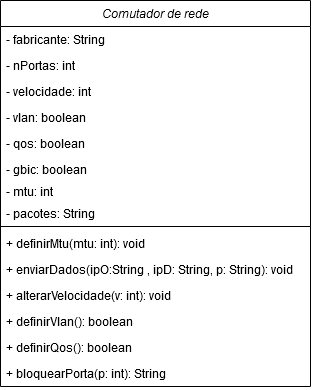 Comutador de rede
- fabricante: String
- nPortas: int
- velocidade: int
- vlan: boolean
- qos: boolean
- gbic: boolean
- mtu: int
- pacotes: String
+ definirMtu(mtu: int): void
+ enviarDados(ipO:String , ipD: String, p: String): void
+ alterarVelocidade(v: int): void
+ definirVlan(): boolean
+ definirQos(): boolean
+ bloquearPorta(p: int): String